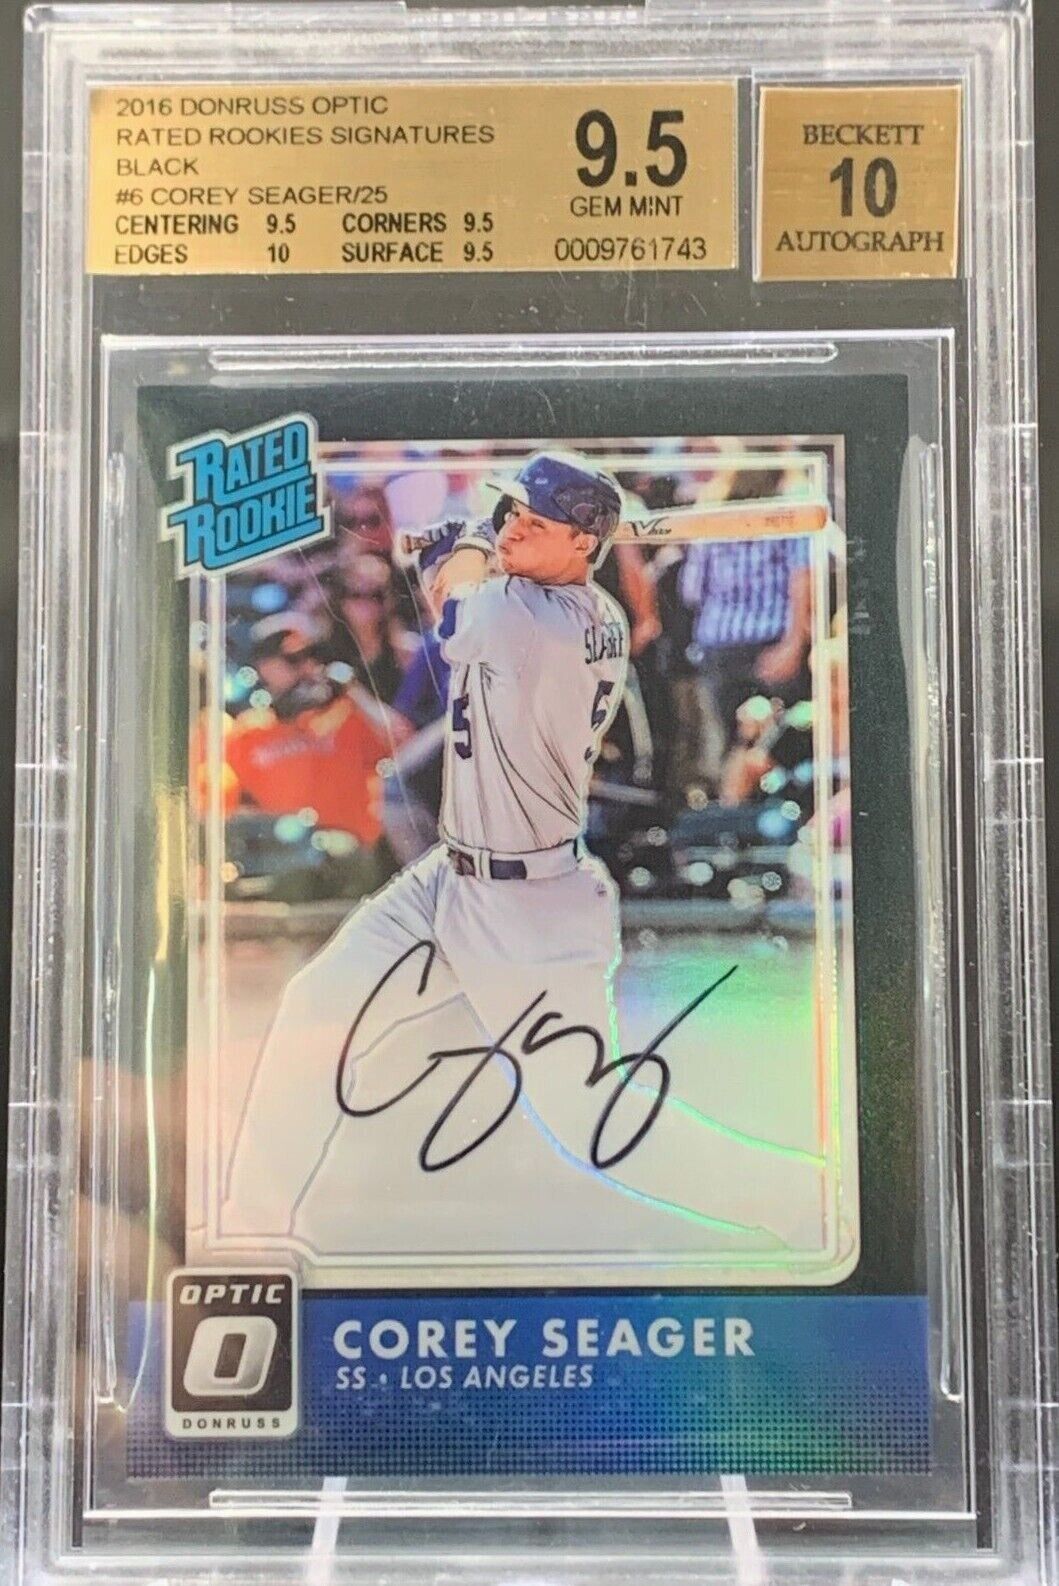 2016 DONRUSS OPTIC
RATED ROOKIES SIGNATURES
BLACK
#6 COREY SEAGER/25
CENTERING 9.5 CORNERS 9.5
EDGES 10 SURFACE 9.5
9.5
GEM MINT
0009761743
BECKETT
10
AUTOGRAPH
RATED
ROOKIE
5
5
OPTIC
DONRUSS
COREY SEAGER
SS • LOS ANGELES